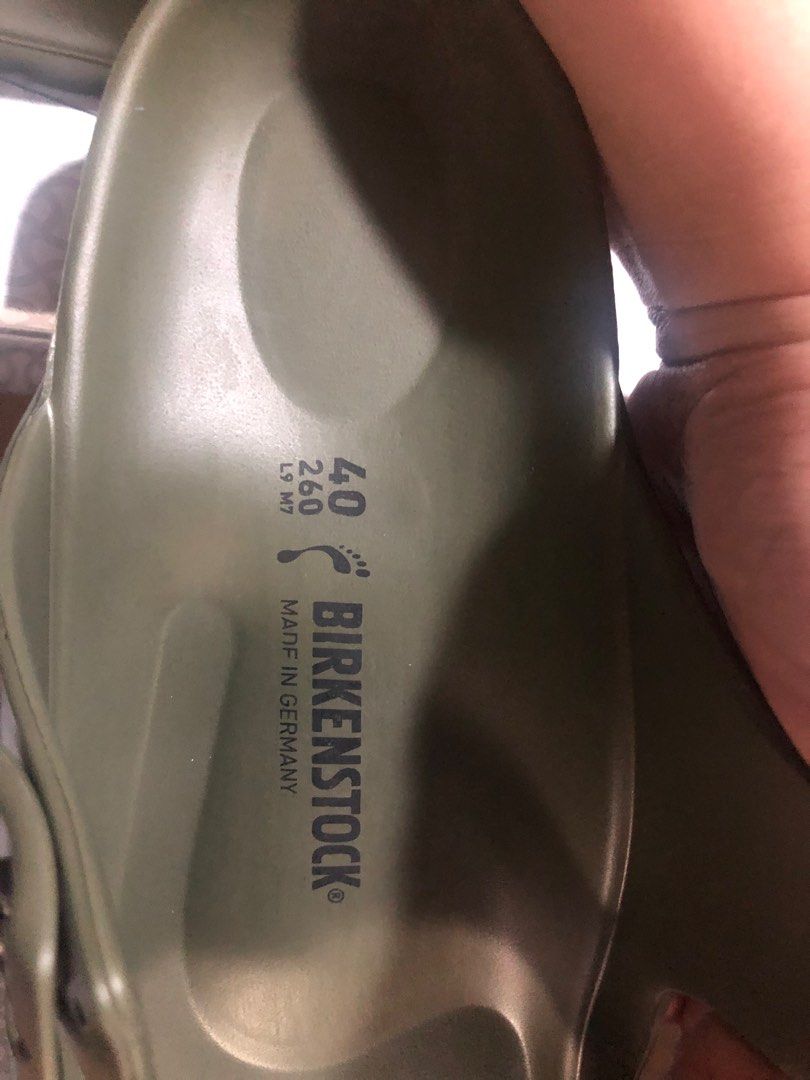 40
260
L9 M7
BIRKENSTOCK®
MADE IN GERMANY